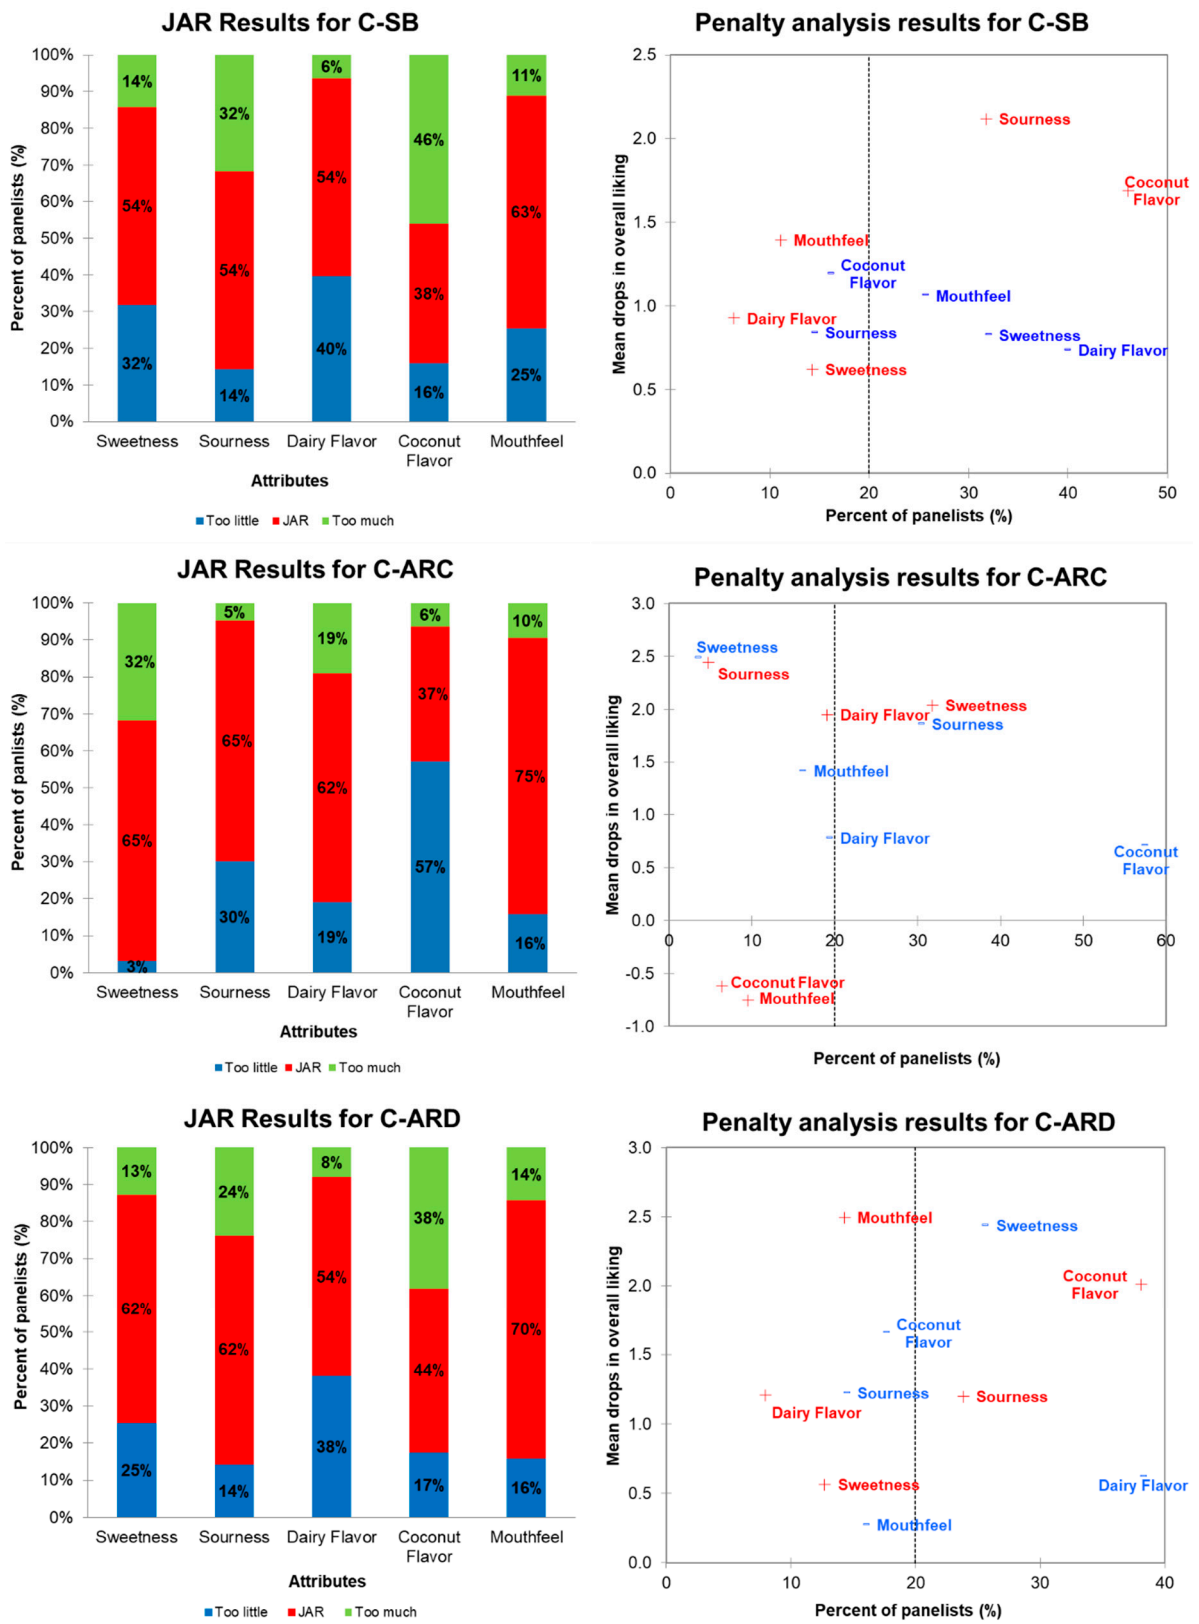 JAR Results for C-SB
100%
90%
80%
70%
60%
50%
40%
30%
20%
10%
0%
Percent of panelists (%)
14%
54%
32%
32%
54%
14%
6%
54%
40%
46%
38%
16%
11%
63%
25%
Sweetness
Sourness
Dairy Flavor
Coconut
Flavor
Mouthfeel
Attributes
Too little
JAR
Too much
Penalty analysis results for C-SB
2.5
2.0
1.5
1.0
0.5
0.0
Mean drops in overall liking
Sourness
Coconut
Flavor
Mouthfeel
Coconut
Flavor
Mouthfeel
Dairy Flavor
Sourness
Sweetness
Dairy Flavor
Sweetness
0
10
20
30
40
50
Percent of panelists (%)
JAR Results for C-ARC
100%
90%
80%
70%
60%
50%
40%
30%
20%
10%
0%
Percent of panlists (%)
32%
65%
3%
5%
65%
30%
19%
62%
19%
6%
37%
57%
10%
75%
16%
Sweetness
Sourness
Dairy Flavor
Coconut
Flavor
Mouthfeel
Attributes
Too little
JAR
Too much
Penalty analysis results for C-ARC
3.0
2.5
2.0
1.5
1.0
0.5
0.0
-0.5
-1.0
Mean drops in overall liking
Sweetness
Sourness
Sweetness
Dairy Flavor
Sourness
Mouthfeel
Dairy Flavor
Coconut
Flavor
0
10
20
30
40
50
60
Coconut Flavor
Mouthfeel
Percent of panelists (%)
JAR Results for C-ARD
100%
90%
80%
70%
60%
50%
40%
30%
20%
10%
0%
Percent of panelists (%)
13%
62%
25%
24%
62%
14%
8%
54%
38%
38%
44%
17%
14%
70%
16%
Sweetness
Sourness
Dairy Flavor
Coconut
Flavor
Mouthfeel
Attributes
Too little
JAR
Too much
Penalty analysis results for C-ARD
3.0
2.5
2.0
1.5
1.0
0.5
0.0
Mean drops in overall liking
Mouthfeel
Sweetness
Coconut
Flavor
Coconut
Flavor
Sourness
Sourness
Dairy Flavor
Sweetness
Dairy Flavor
Mouthfeel
0
10
20
30
40
Percent of panelists (%)